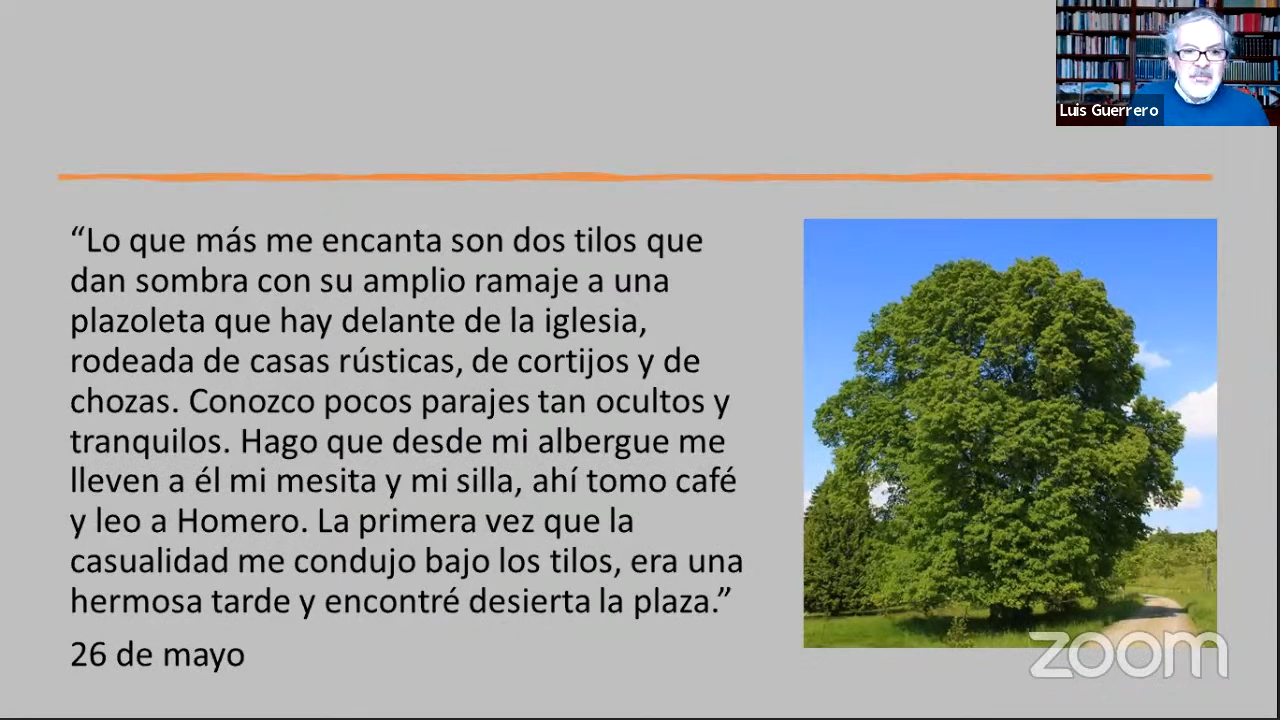 Luis Guerrero
“Lo que más me encanta son dos tilos que
dan sombra con su amplio ramaje a una
plazoleta que hay delante de la iglesia,
rodeada de casas rústicas, de cortijos y de
chozas. Conozco pocos parajes tan ocultos y
tranquilos. Hago que desde mi albergue me
lleven a él mi mesita y mi silla, ahí tomo café
y leo a Homero. La primera vez que la
casualidad me condujo bajo los tilos, era una
hermosa tarde y encontré desierta la plaza.”
26 de mayo
zoom